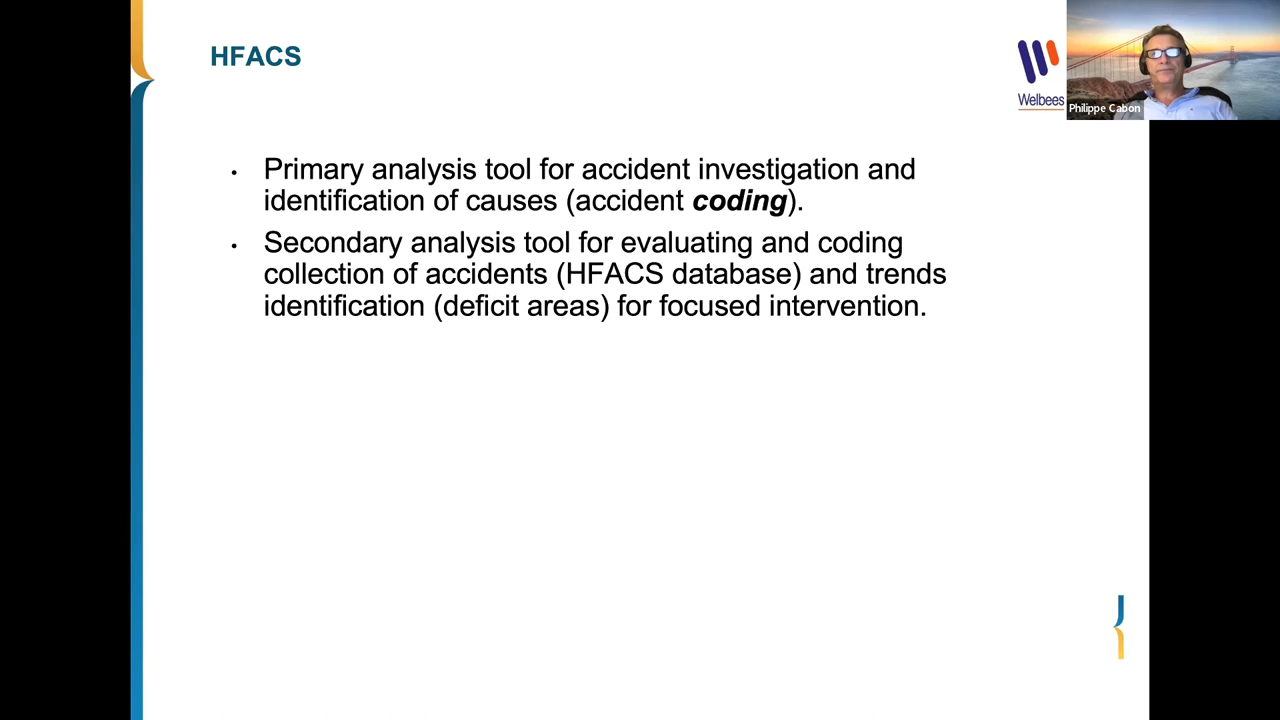 HFACS
Welbees
Philippe Cabon
• Primary analysis tool for accident investigation and
identification of causes (accident coding).
• Secondary analysis tool for evaluating and coding
collection of accidents (HFACS database) and trends
identification (deficit areas) for focused intervention.